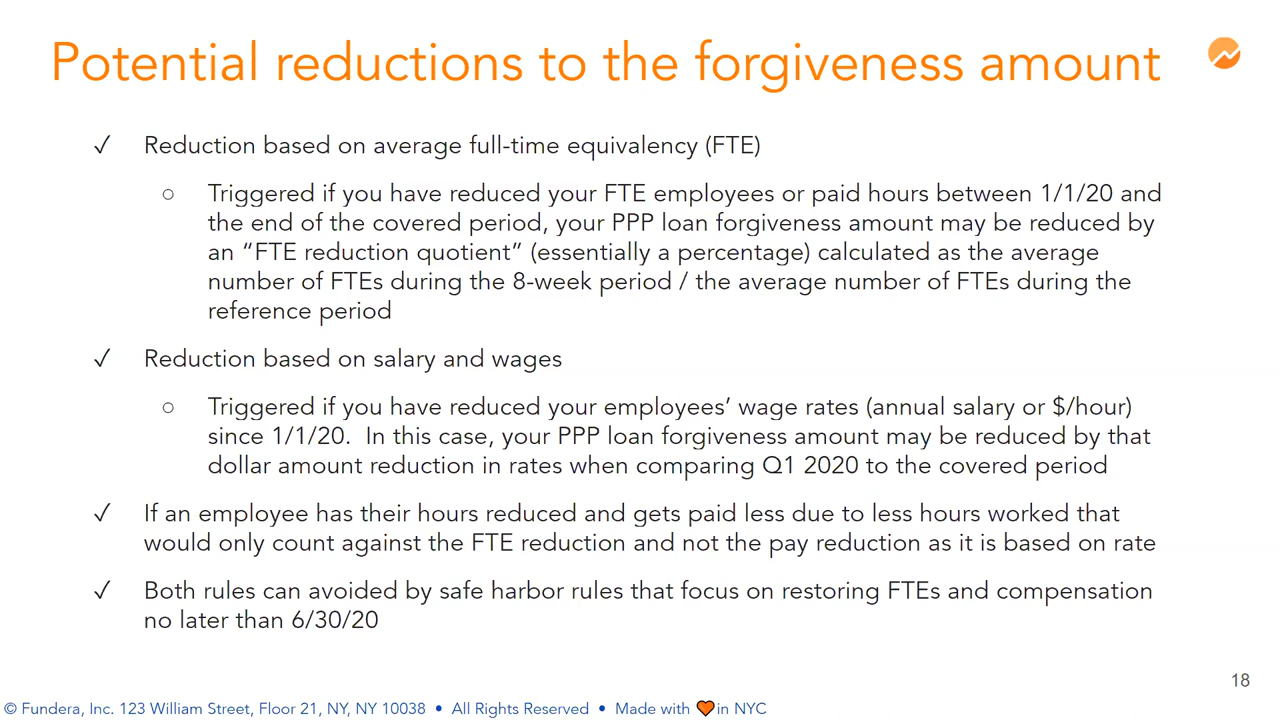 Potential reductions to the forgiveness amount
✓ Reduction based on average full-time equivalency (FTE)
○ Triggered if you have reduced your FTE employees or paid hours between 1/1/20 and
the end of the covered period, your PPP loan forgiveness amount may be reduced by
an “FTE reduction quotient” (essentially a percentage) calculated as the average
number of FTEs during the 8-week period / the average number of FTEs during the
reference period
✓ Reduction based on salary and wages
○ Triggered if you have reduced your employees’ wage rates (annual salary or $/hour)
since 1/1/20. In this case, your PPP loan forgiveness amount may be reduced by that
dollar amount reduction in rates when comparing Q1 2020 to the covered period
✓ If an employee has their hours reduced and gets paid less due to less hours worked that
would only count against the FTE reduction and not the pay reduction as it is based on rate
✓ Both rules can avoided by safe harbor rules that focus on restoring FTEs and compensation
no later than 6/30/20
18
© Fundera, Inc. 123 William Street, Floor 21, NY, NY 10038 • All Rights Reserved • Made with 🧡 in NYC